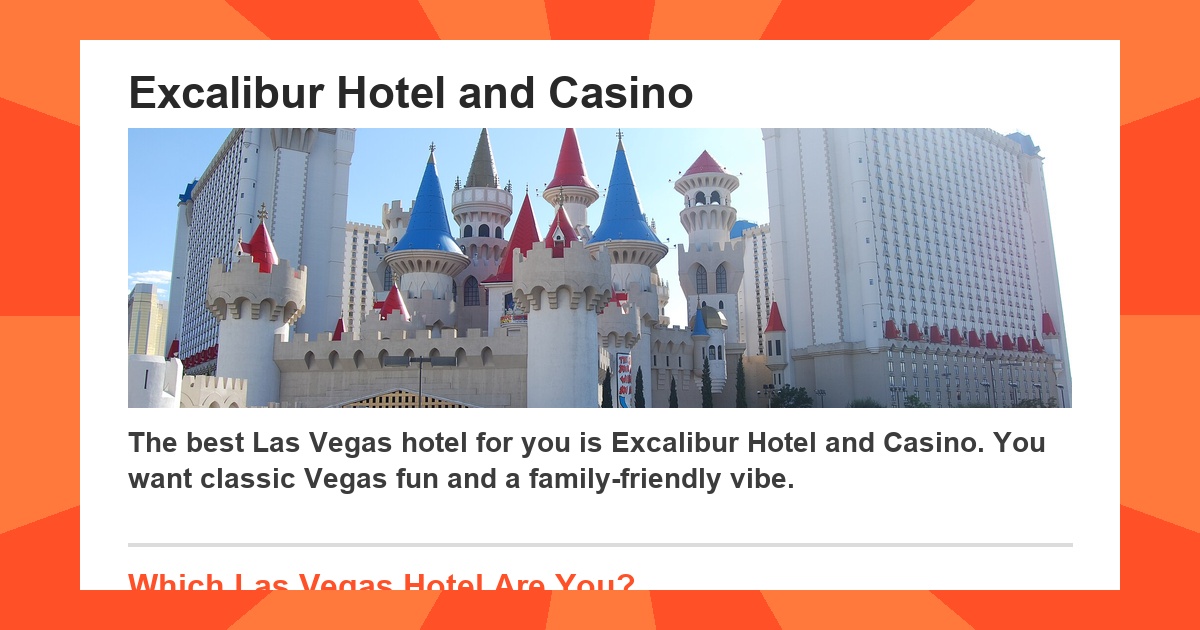 Excalibur Hotel and Casino
The best Las Vegas hotel for you is Excalibur Hotel and Casino. You
want classic Vegas fun and a family-friendly vibe.
Which Las Vegas Hotel Are You?